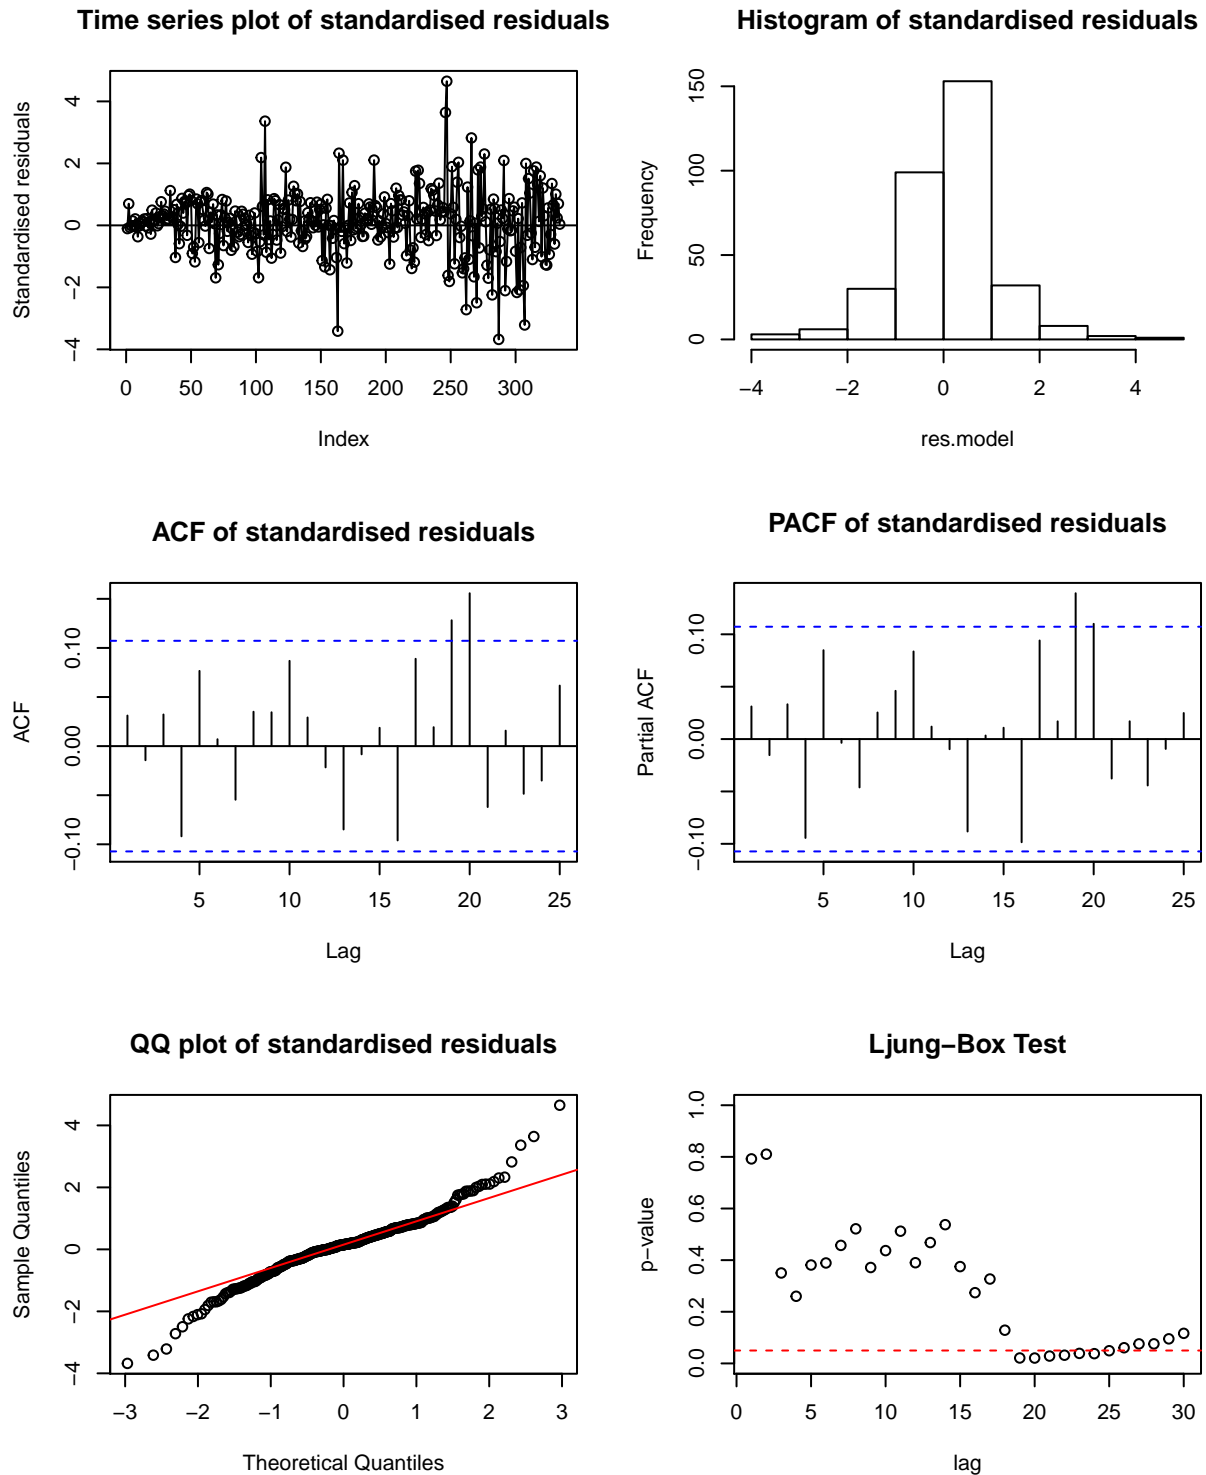 Time series plot of standardised residuals
Standardised residuals
4
2
0
−2
−4
0 50 100 150 200 250 300
Index
Histogram of standardised residuals
Frequency
150
100
50
0
−4 −2 0 2 4
res.model
ACF of standardised residuals
ACF
0.10
0.00
−0.10
5 10 15 20 25
Lag
PACF of standardised residuals
Partial ACF
0.10
0.00
−0.10
5 10 15 20 25
Lag
QQ plot of standardised residuals
Sample Quantiles
4
2
0
−2
−4
−3 −2 −1 0 1 2 3
Theoretical Quantiles
Ljung−Box Test
p−value
1.0
0.8
0.6
0.4
0.2
0.0
0 5 10 15 20 25 30
lag